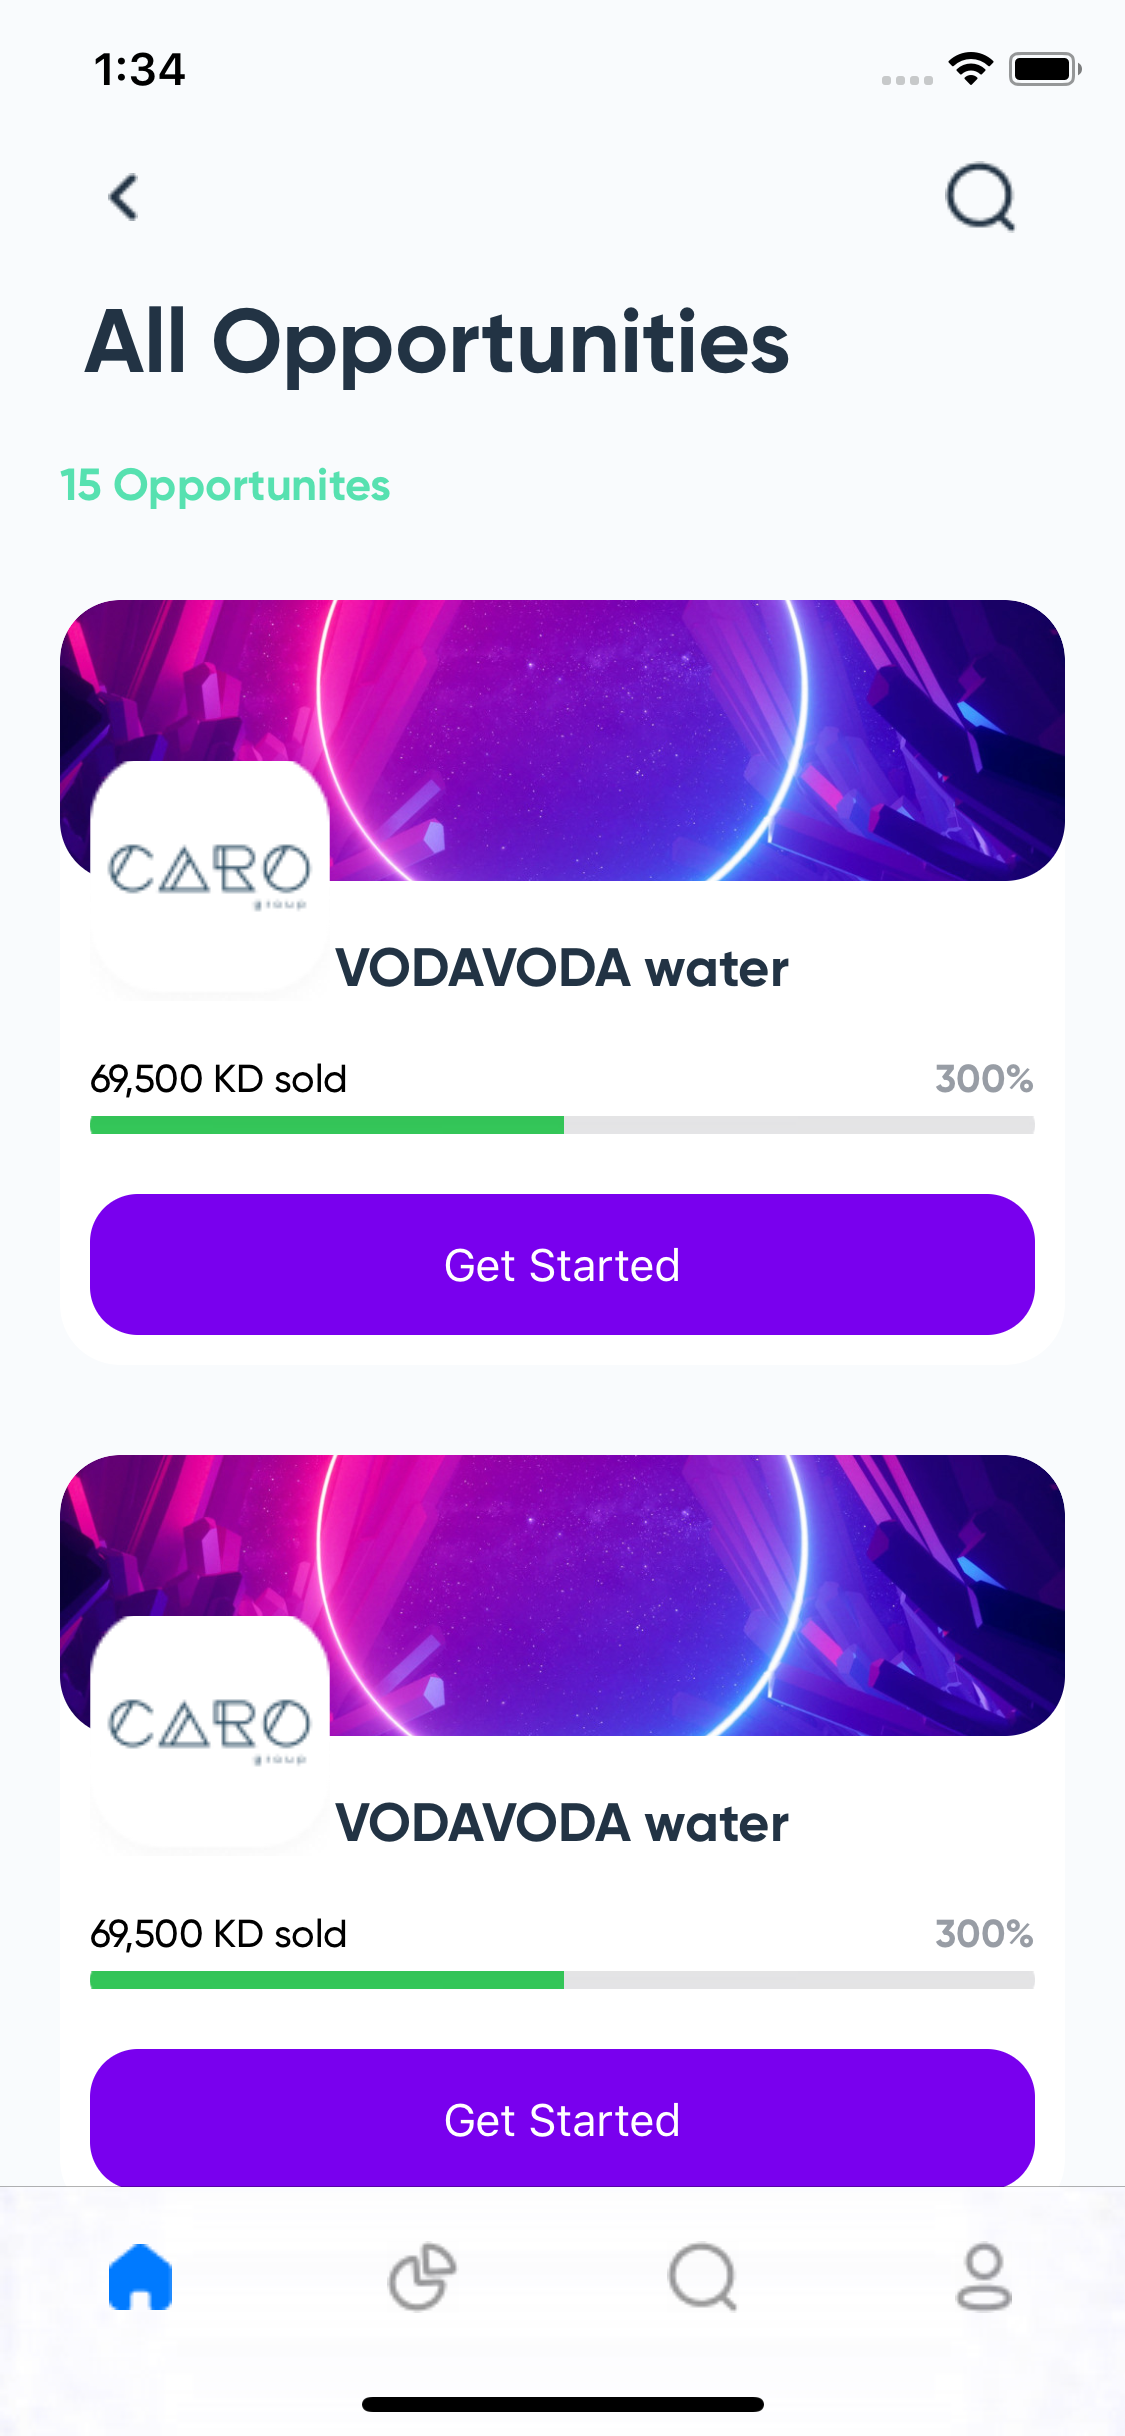 1:34
All Opportunities
15 Opportunites
CARO
group
VODAVODA water
69,500 KD sold
300%
Get Started
CARO
group
VODAVODA water
69,500 KD sold
300%
Get Started